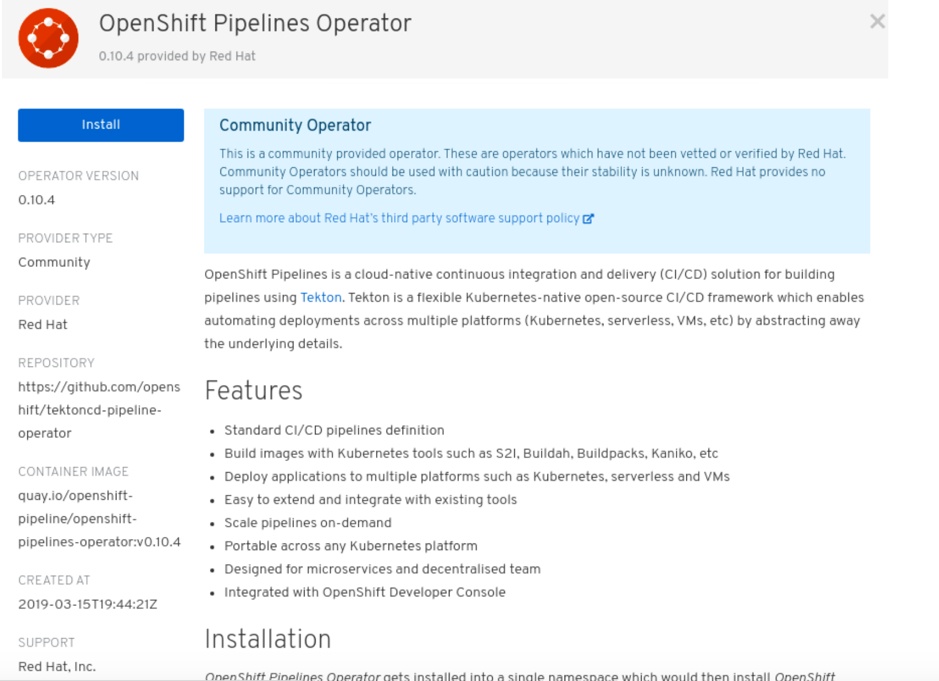 OpenShift Pipelines Operator
0.10.4 provided by Red Hat
Install
OPERATOR VERSION
0.10.4
PROVIDER TYPE
Community
PROVIDER
Red Hat
REPOSITORY
https://github.com/opens
hift/tektoncd-pipeline-
operator
CONTAINER IMAGE
quay.io/openshift-
pipeline/openshift-
pipelines-operator:v0.10.4
CREATED AT
2019-03-15T19:44:21Z
SUPPORT
Red Hat, Inc.
Community Operator
This is a community provided operator. These are operators which have not been vetted or verified by Red Hat.
Community Operators should be used with caution because their stability is unknown. Red Hat provides no
support for Community Operators.
Learn more about Red Hat's third party software support policy
OpenShift Pipelines is a cloud-native continuous integration and delivery (CI/CD) solution for building
pipelines using Tekton. Tekton is a flexible Kubernetes-native open-source CI/CD framework which enables
automating deployments across multiple platforms (Kubernetes, serverless, VMs, etc) by abstracting away
the underlying details.
Features
• Standard CI/CD pipelines definition
• Build images with Kubernetes tools such as S2I, Buildah, Buildpacks, Kaniko, etc
• Deploy applications to multiple platforms such as Kubernetes, serverless and VMs
• Easy to extend and integrate with existing tools
• Scale pipelines on-demand
• Portable across any Kubernetes platform
• Designed for microservices and decentralised team
• Integrated with OpenShift Developer Console
Installation
OpenShift Pipelines Operator gets installed into a single namespace which would then install OpenShift